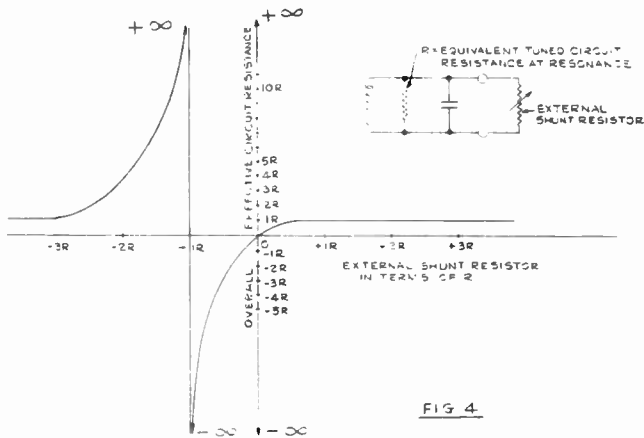 +∞
+∞
R=EQUIVALENT TUNED CIRCUIT
RESISTANCE AT RESONANCE
EXTERNAL
SHUNT RESISTOR
OVERALL EFFECTIVE CIRCUIT RESISTANCE
10R
5R
4R
3R
2R
1R
-3R
-2R
-1R
0
+1R
+2R
+3R
-1R
-2R
-3R
-4R
-5R
EXTERNAL SHUNT RESISTOR
IN TERMS OF R
-∞
-∞
FIG 4